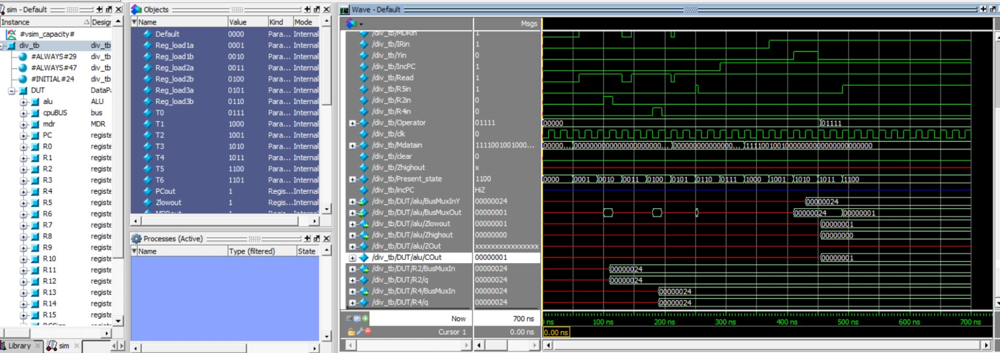 sim - Default
Instance Design
#vsim_capacity#
div_tb div_tb
#ALWAYS#29 div_tb
#ALWAYS#47 div_tb
#INITIAL#24 div_tb
DUT DataPa
alu ALU
cpuBUS bus
mdr MDR
PC registe
R0 registe
R1 registe
R2 registe
R3 registe
R4 registe
R5 registe
R6 registe
R7 registe
R8 registe
R9 registe
R10 registe
R11 registe
R12 registe
R13 registe
R14 registe
R15 registe
Library sim
Objects
Name Value Kind Mode
Default 0000 Para... Internal
Reg_load1a 0001 Para... Internal
Reg_load1b 0010 Para... Internal
Reg_load2a 0011 Para... Internal
Reg_load2b 0100 Para... Internal
Reg_load3a 0101 Para... Internal
Reg_load3b 0110 Para... Internal
T0 0111 Para... Internal
T1 1000 Para... Internal
T2 1001 Para... Internal
T3 1010 Para... Internal
T4 1011 Para... Internal
T5 1100 Para... Internal
T6 1101 Para... Internal
PCout 1 Regis... Internal
Zlowout 1 Regis... Internal
Processes (Active)
Name Type (filtered) State
Wave - Default
Msgs
/div_tb/MDRin 1
/div_tb/IRin 1
/div_tb/Yin 0
/div_tb/IncPC 1
/div_tb/Read 1
/div_tb/R5in 1
/div_tb/R2in 0
/div_tb/R4in 0
/div_tb/Operator 01111 00000 01111
/div_tb/clk 0
/div_tb/Mdatain 1111001001000... 00000... 0000000000000000000000... 000000000000000... 11110010010000000000000000000000
/div_tb/clear 0
/div_tb/Zhighout x
/div_tb/Present_state 1100 0000 0001 0010 0011 0100 0101 0110 0111 1000 1001 1010 1011 1100
/div_tb/incPC HiZ
/div_tb/DUT/alu/BusMuxInY 00000024 00000024
/div_tb/DUT/alu/BusMuxOut 00000001 00000024 00000001
/div_tb/DUT/alu/Zlowout 00000001 00000001
/div_tb/DUT/alu/Zhighout 00000000 00000000
/div_tb/DUT/alu/ZOut xxxxxxxxxxxxxxxxx
/div_tb/DUT/alu/COut 00000001 00000001
/div_tb/DUT/R2/BusMuxIn 00000024 00000024
/div_tb/DUT/R2/q 00000024 00000024
/div_tb/DUT/R4/BusMuxIn 00000024 00000024
/div_tb/DUT/R4/q 00000024 00000024
Now 700 ns ns 100 ns 200 ns 300 ns 400 ns 500 ns 600 ns 700 ns
Cursor 1 0.00 ns 0.00 ns